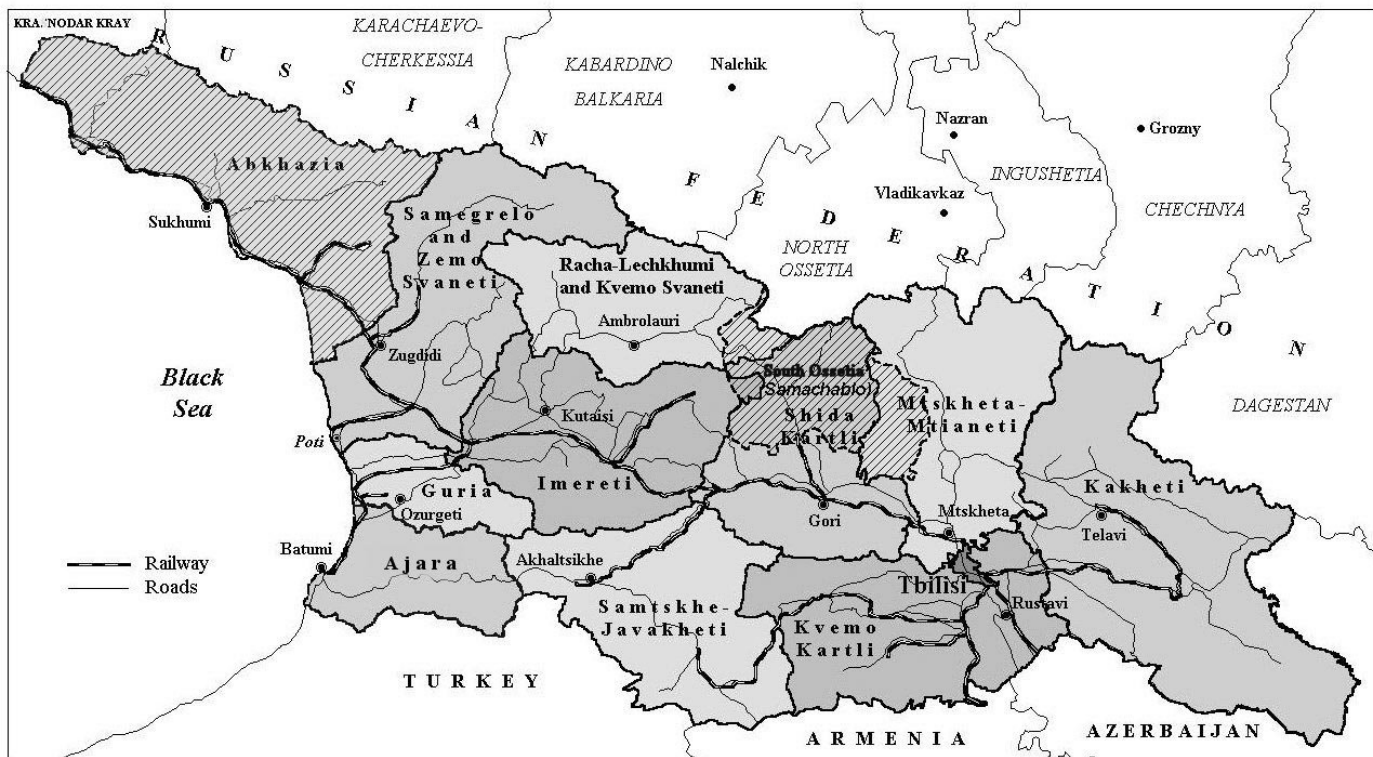 KRA.'NODAR KRAY
R U S S I A N F E D E R A T I O N
KARACHAEVO-
CHERKESSIA
KABARDINO
BALKARIA
Nalchik
Nazran
Grozny
INGUSHETIA
Vladikavkaz
CHECHNYA
NORTH
OSSETIA
DAGESTAN
Abkhazia
Sukhumi
Samegrelo
and
Zemo
Svaneti
Racha-Lechkhumi
and Kvemo Svaneti
Ambrolauri
Zugdidi
Black
Sea
South Ossetia
(Samachablo)
Shida
Kartli
Mtskheta-
Mtianeti
Kutaisi
Poti
Imereti
Guria
Ozurgeti
Gori
Mtskheta
Kakheti
Telavi
Batumi
Ajara
Akhaltsikhe
Tbilisi
Rustavi
Samtskhe-
Javakheti
Kvemo
Kartli
Railway
Roads
TURKEY
ARMENIA
AZERBAIJAN